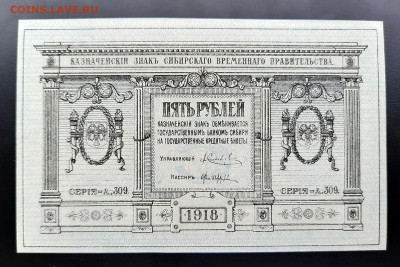 COINS.LAVE.RU
КАЗНАЧЕЙСКІЙ ЗНАКЪ СИБИРСКАГО ВРЕМЕННАГО ПРАВИТЕЛЬСТВА.
ПЯТЬ РУБЛЕЙ
КАЗНАЧЕЙСКІЙ ЗНАКЪ ОБМѢНИВАЕТСЯ
ГОСУДАРСТВЕННЫМЪ БАНКОМЪ СИБИРИ
НА ГОСУДАРСТВЕННЫЕ КРЕДИТНЫЕ БИЛЕТЫ.
УПРАВЛЯЮЩІЙ
КАССИРЪ
СЕРІЯ А.309.
СЕРІЯ А.309.
1918